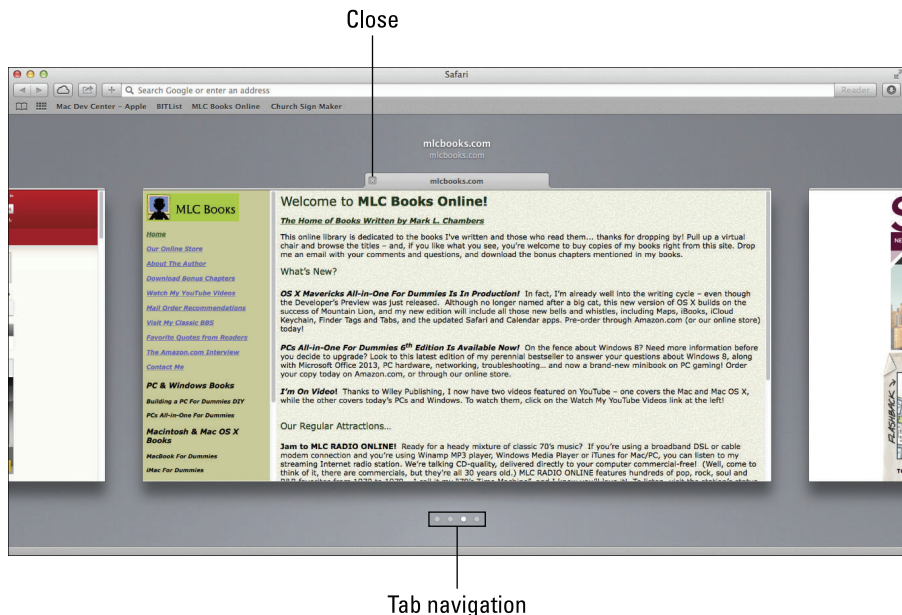 Close
Safari
Search Google or enter an address
Reader
Mac Dev Center – Apple BITList MLC Books Online Church Sign Maker
mlcbooks.com
mlcbooks.com
mlcbooks.com
MLC BOOKS
Home
Our Online Store
About The Author
Download Bonus Chapters
Watch My YouTube Videos
Mail Order Recommendations
Visit My Classic BBS
Favorite Quotes from Readers
The Amazon.com Interview
Contact Me
PC & Windows Books
Building a PC For Dummies DIY
PCs All-in-One For Dummies
Macintosh & Mac OS X
Books
MacBook For Dummies
iMac For Dummies
Welcome to MLC Books Online!
The Home of Books Written by Mark L. Chambers
This online library is dedicated to the books I've written and those who read them... thanks for dropping by! Pull up a virtual
chair and browse the titles – and, if you like what you see, you're welcome to buy copies of my books right from this site. Drop
me an email with your comments and questions, and download the bonus chapters mentioned in my books.
What's New?
OS X Mavericks All-in-One For Dummies Is In Production! In fact, I'm already well into the writing cycle – even though
the Developer's Preview was just released. Although no longer named after a big cat, this new version of OS X builds on the
success of Mountain Lion, and my new edition will include all those new bells and whistles, including Maps, iBooks, iCloud
Keychain, Finder Tags and Tabs, and the updated Safari and Calendar apps. Pre-order through Amazon.com (or our online store)
today!
PCs All-in-One For Dummies 6th Edition Is Available Now! On the fence about Windows 8? Need more information before
you decide to upgrade? Look to this latest edition of my perennial bestseller to answer your questions about Windows 8, along
with Microsoft Office 2013, PC hardware, networking, troubleshooting... and now a brand-new minibook on PC gaming! Order
your copy today on Amazon.com, or through our online store.
I'm On Video! Thanks to Wiley Publishing, I now have two videos featured on YouTube – one covers the Mac and Mac OS X,
while the other covers today's PCs and Windows. To watch them, click on the Watch My YouTube Videos link at the left!
Our Regular Attractions...
Jam to MLC RADIO ONLINE! Ready for a heady mixture of classic 70's music? If you're using a broadband DSL or cable
modem connection and you're using Winamp MP3 player, Windows Media Player or iTunes for Mac/PC, you can listen to my
streaming Internet radio station. We're talking CD-quality, delivered directly to your computer commercial-free! (Well, come to
think of it, there are commercials, but they're all 30 years old.) MLC RADIO ONLINE features hundreds of pop, rock, soul and
FLASHBACK
Tab navigation